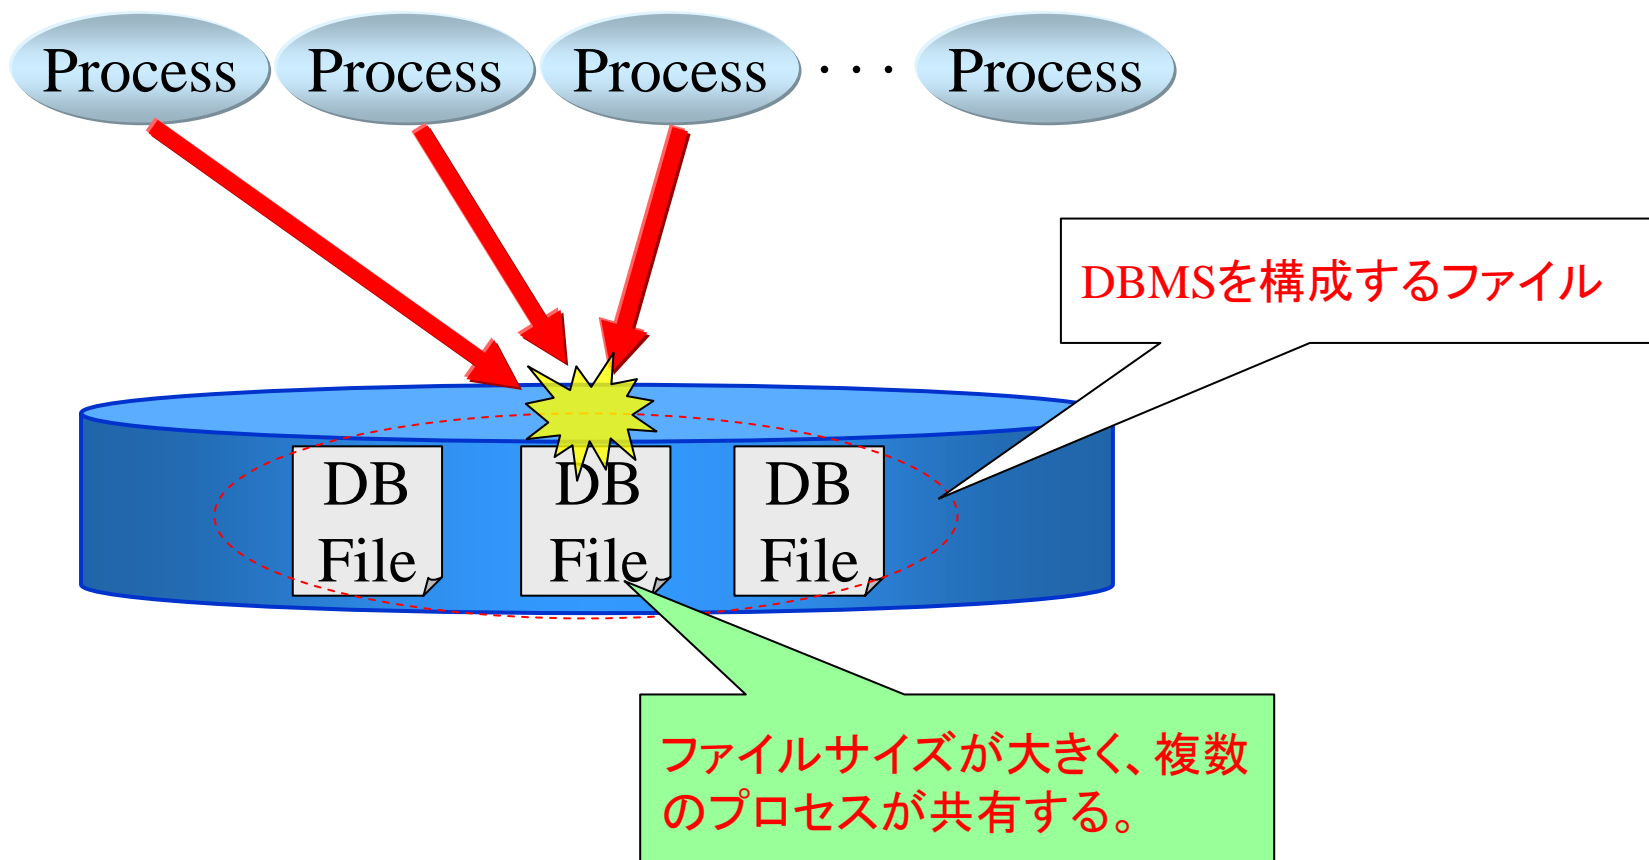 Process Process Process ・・・ Process
DBMSを構成するファイル
DB DB DB
File File File
ファイルサイズが大きく、複数
のプロセスが共有する。